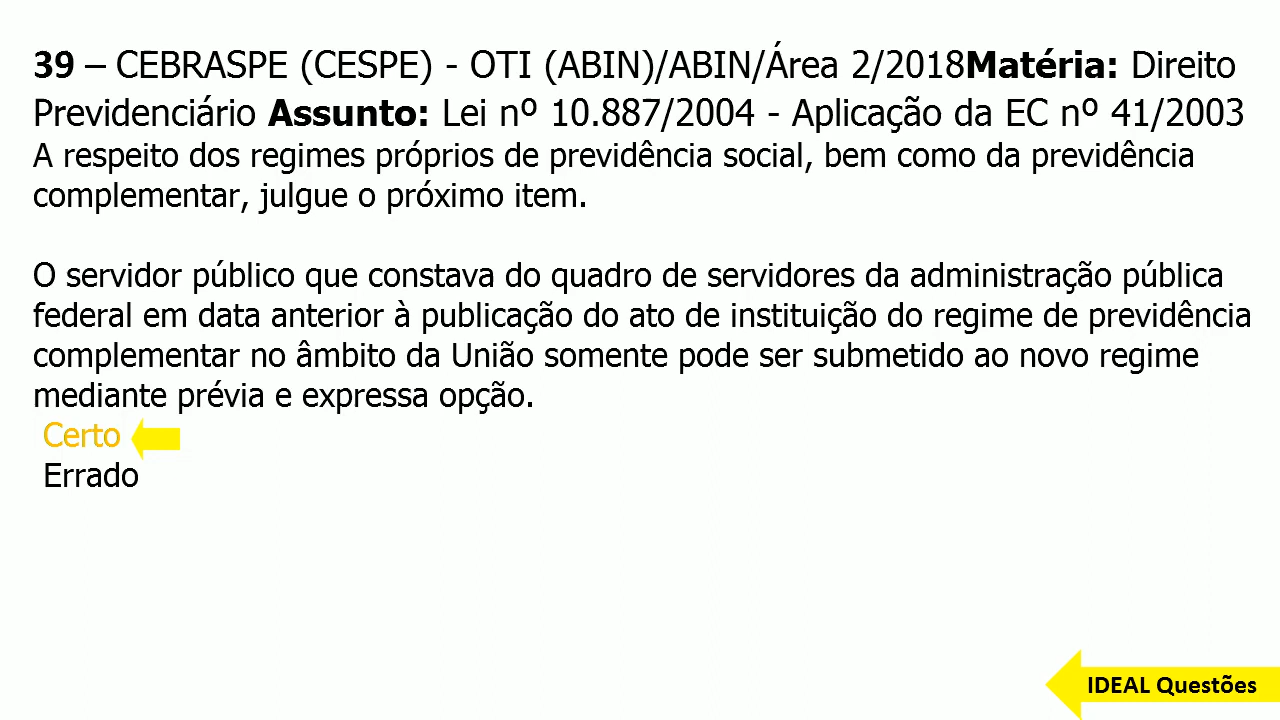 39 – CEBRASPE (CESPE) - OTI (ABIN)/ABIN/Área 2/2018Matéria: Direito
Previdenciário Assunto: Lei nº 10.887/2004 - Aplicação da EC nº 41/2003
A respeito dos regimes próprios de previdência social, bem como da previdência
complementar, julgue o próximo item.
O servidor público que constava do quadro de servidores da administração pública
federal em data anterior à publicação do ato de instituição do regime de previdência
complementar no âmbito da União somente pode ser submetido ao novo regime
mediante prévia e expressa opção.
Certo
Errado
IDEAL Questões